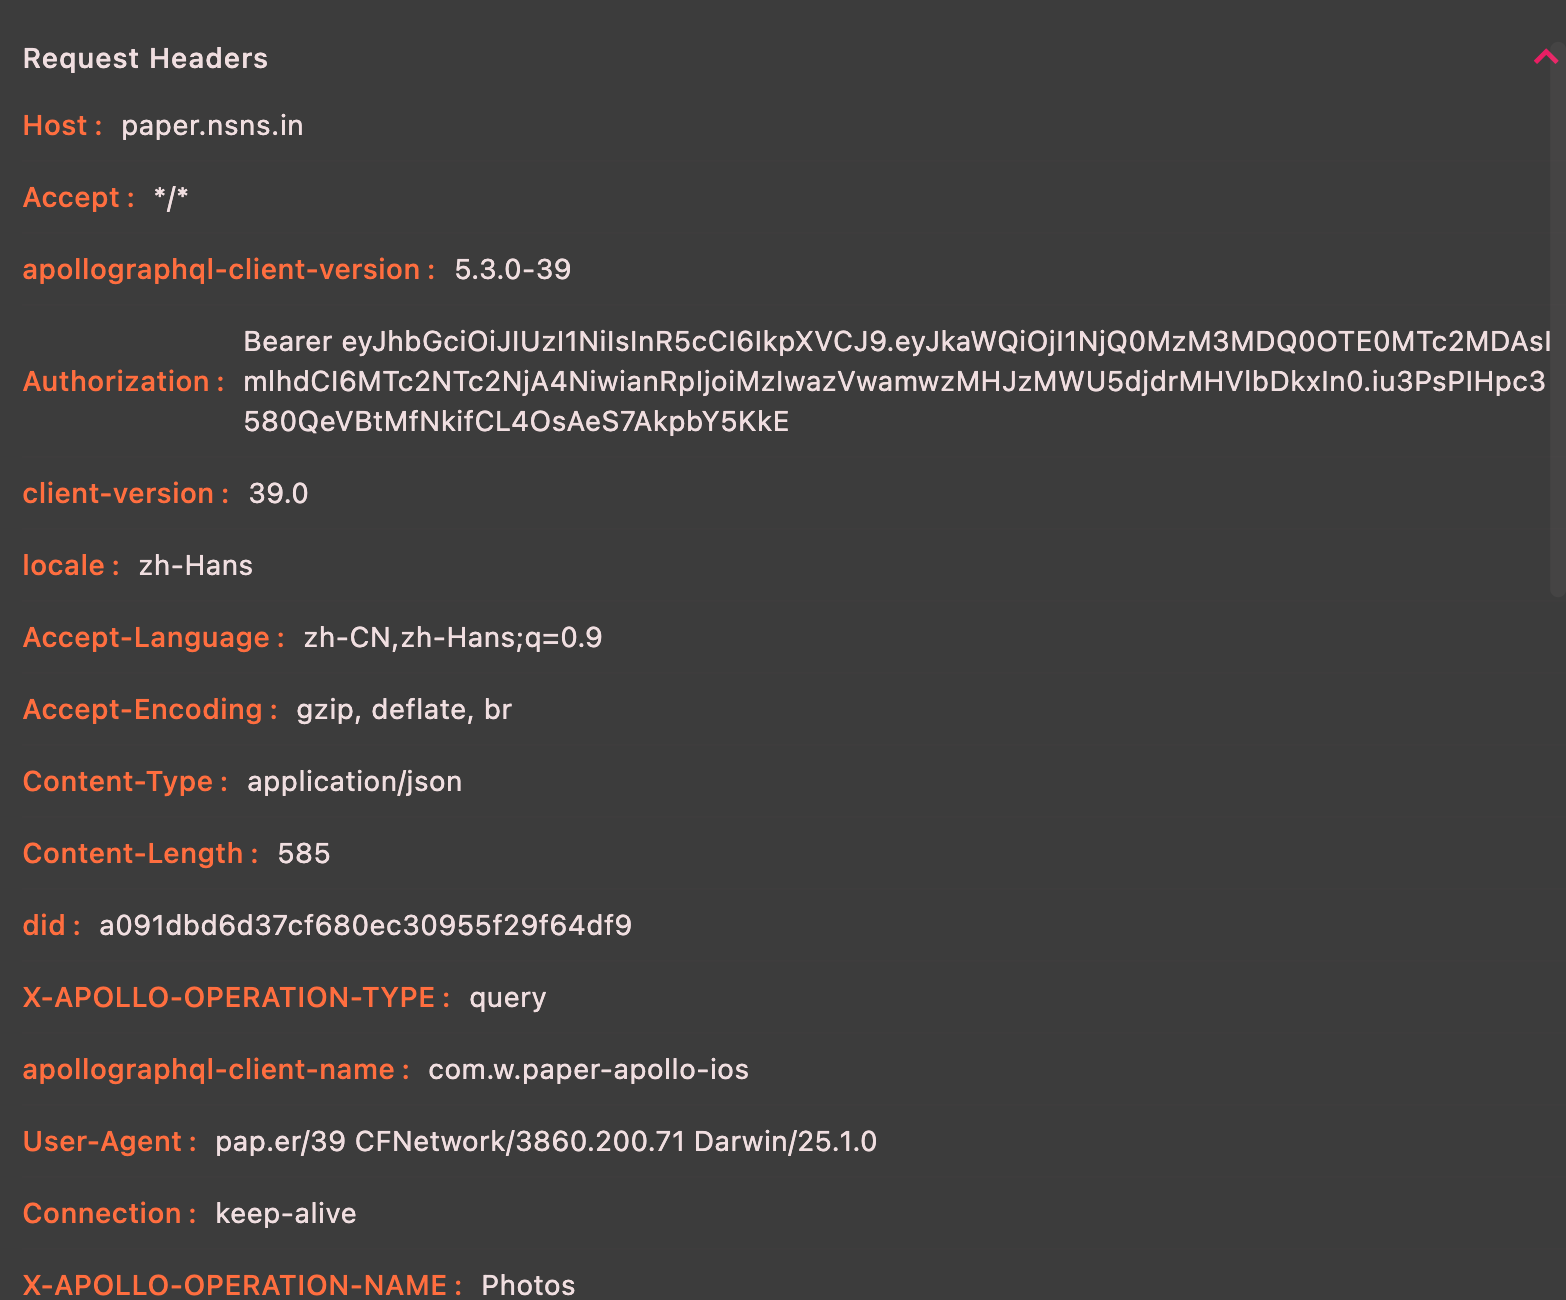 Request Headers
Host : paper.nsns.in
Accept : */*
apollographql-client-version : 5.3.0-39
Authorization : Bearer eyJhbGciOiJIUzI1NiIsInR5cCI6IkpXVCJ9.eyJkaWQiOjI1NjQ0MzM3MDQ0OTE0MTc2MDAsI
mlhdCI6MTc2NTc2NjA4NiwianRpIjoiMzIwazVwamwzMHJzMWU5djdrMHVlbDkxIn0.iu3PsPIHpc3
580QeVBtMfNkifCL4OsAeS7AkpbY5KkE
client-version : 39.0
locale : zh-Hans
Accept-Language : zh-CN,zh-Hans;q=0.9
Accept-Encoding : gzip, deflate, br
Content-Type : application/json
Content-Length : 585
did : a091dbd6d37cf680ec30955f29f64df9
X-APOLLO-OPERATION-TYPE : query
apollographql-client-name : com.w.paper-apollo-ios
User-Agent : pap.er/39 CFNetwork/3860.200.71 Darwin/25.1.0
Connection : keep-alive
X-APOLLO-OPERATION-NAME : Photos